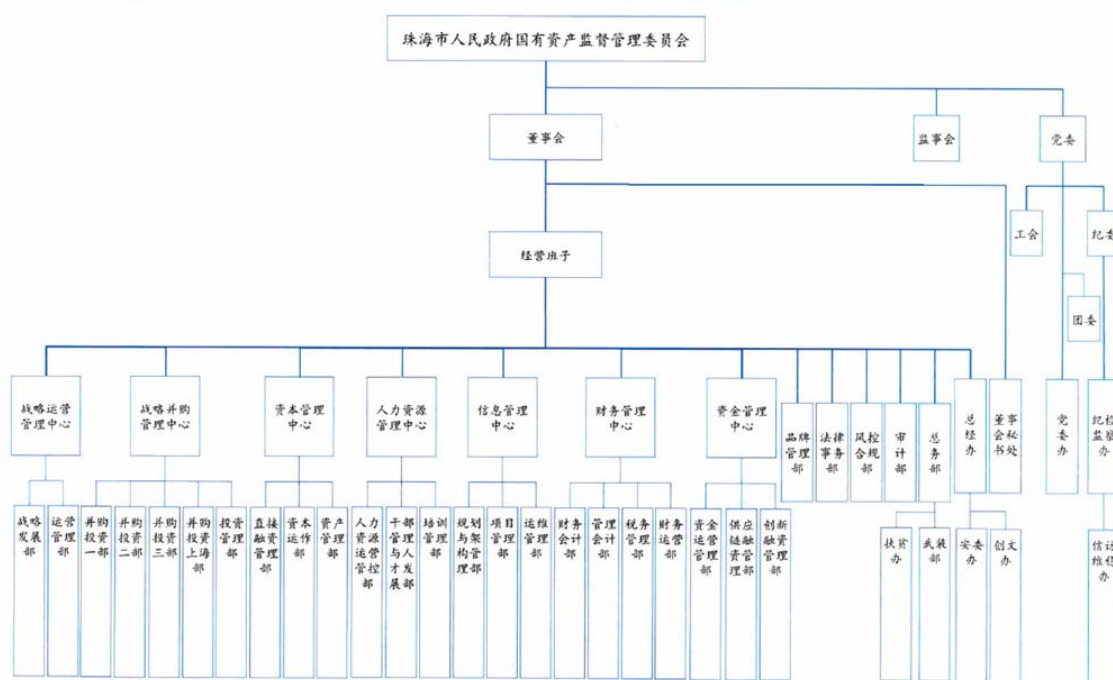 珠海市人民政府国有资产监督管理委员会
董事会
监事会
党委
工会
纪委
经营班子
团委
战略运营
管理中心
战略并购
管理中心
资本管理
中心
人力资源
管理中心
信息管理
中心
财务管理
中心
资金管理
中心
品牌管理部
法律事务部
风控合规部
审计部
总务部
总经办
董事会秘书处
党委办
纪检监察办
战略发展部
运营管理部
并购投资一部
并购投资二部
并购投资三部
并购投资上海部
投资管理部
直接融资管理部
资本运作部
资产管理部
人力资源运营管控部
干部管理与人才发展部
培训管理部
规划与架构管理部
项目管理部
运维管理部
财务会计部
管理会计部
税务管理部
财务运营部
资金运营管理部
供应链融资管理部
创新融资管理部
扶贫办
武装部
安委办
创文办
信访维稳办